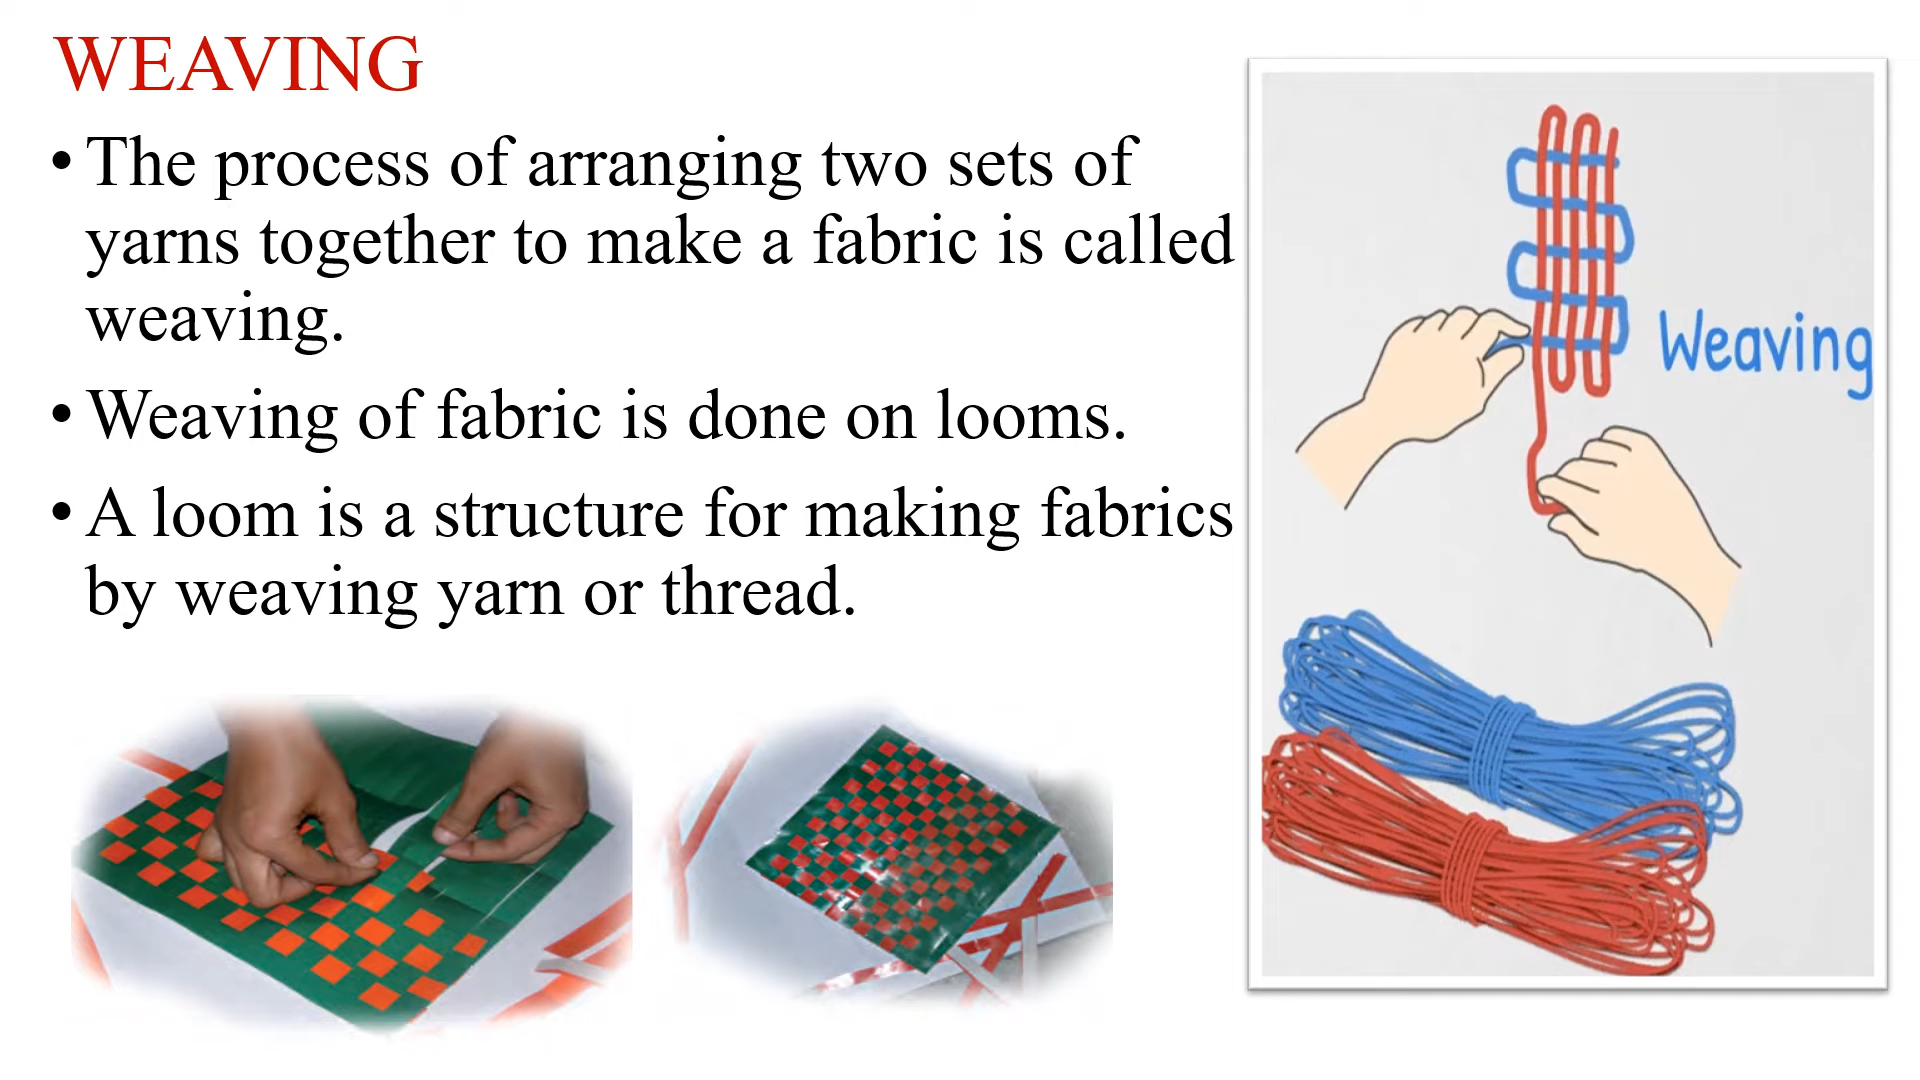 WEAVING
• The process of arranging two sets of
yarns together to make a fabric is called
weaving.
• Weaving of fabric is done on looms.
• A loom is a structure for making fabrics
by weaving yarn or thread.
Weaving